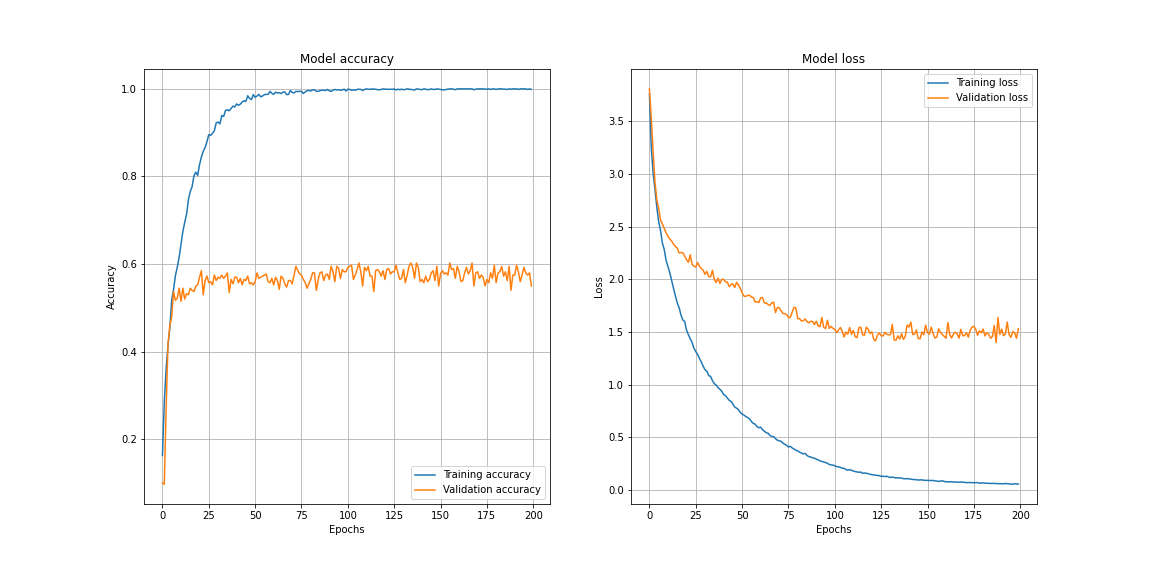 Model accuracy
1.0
0.8
0.6
0.4
0.2
Accuracy
0 25 50 75 100 125 150 175 200
Epochs
Training accuracy
Validation accuracy
Model loss
3.5
3.0
2.5
2.0
1.5
1.0
0.5
0.0
Loss
0 25 50 75 100 125 150 175 200
Epochs
Training loss
Validation loss